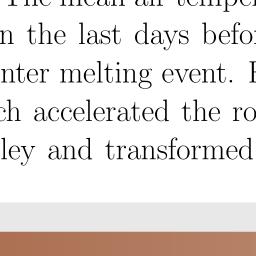 The mean air temper
n the last days befor
nter melting event.
ch accelerated the ro
ley and transformed